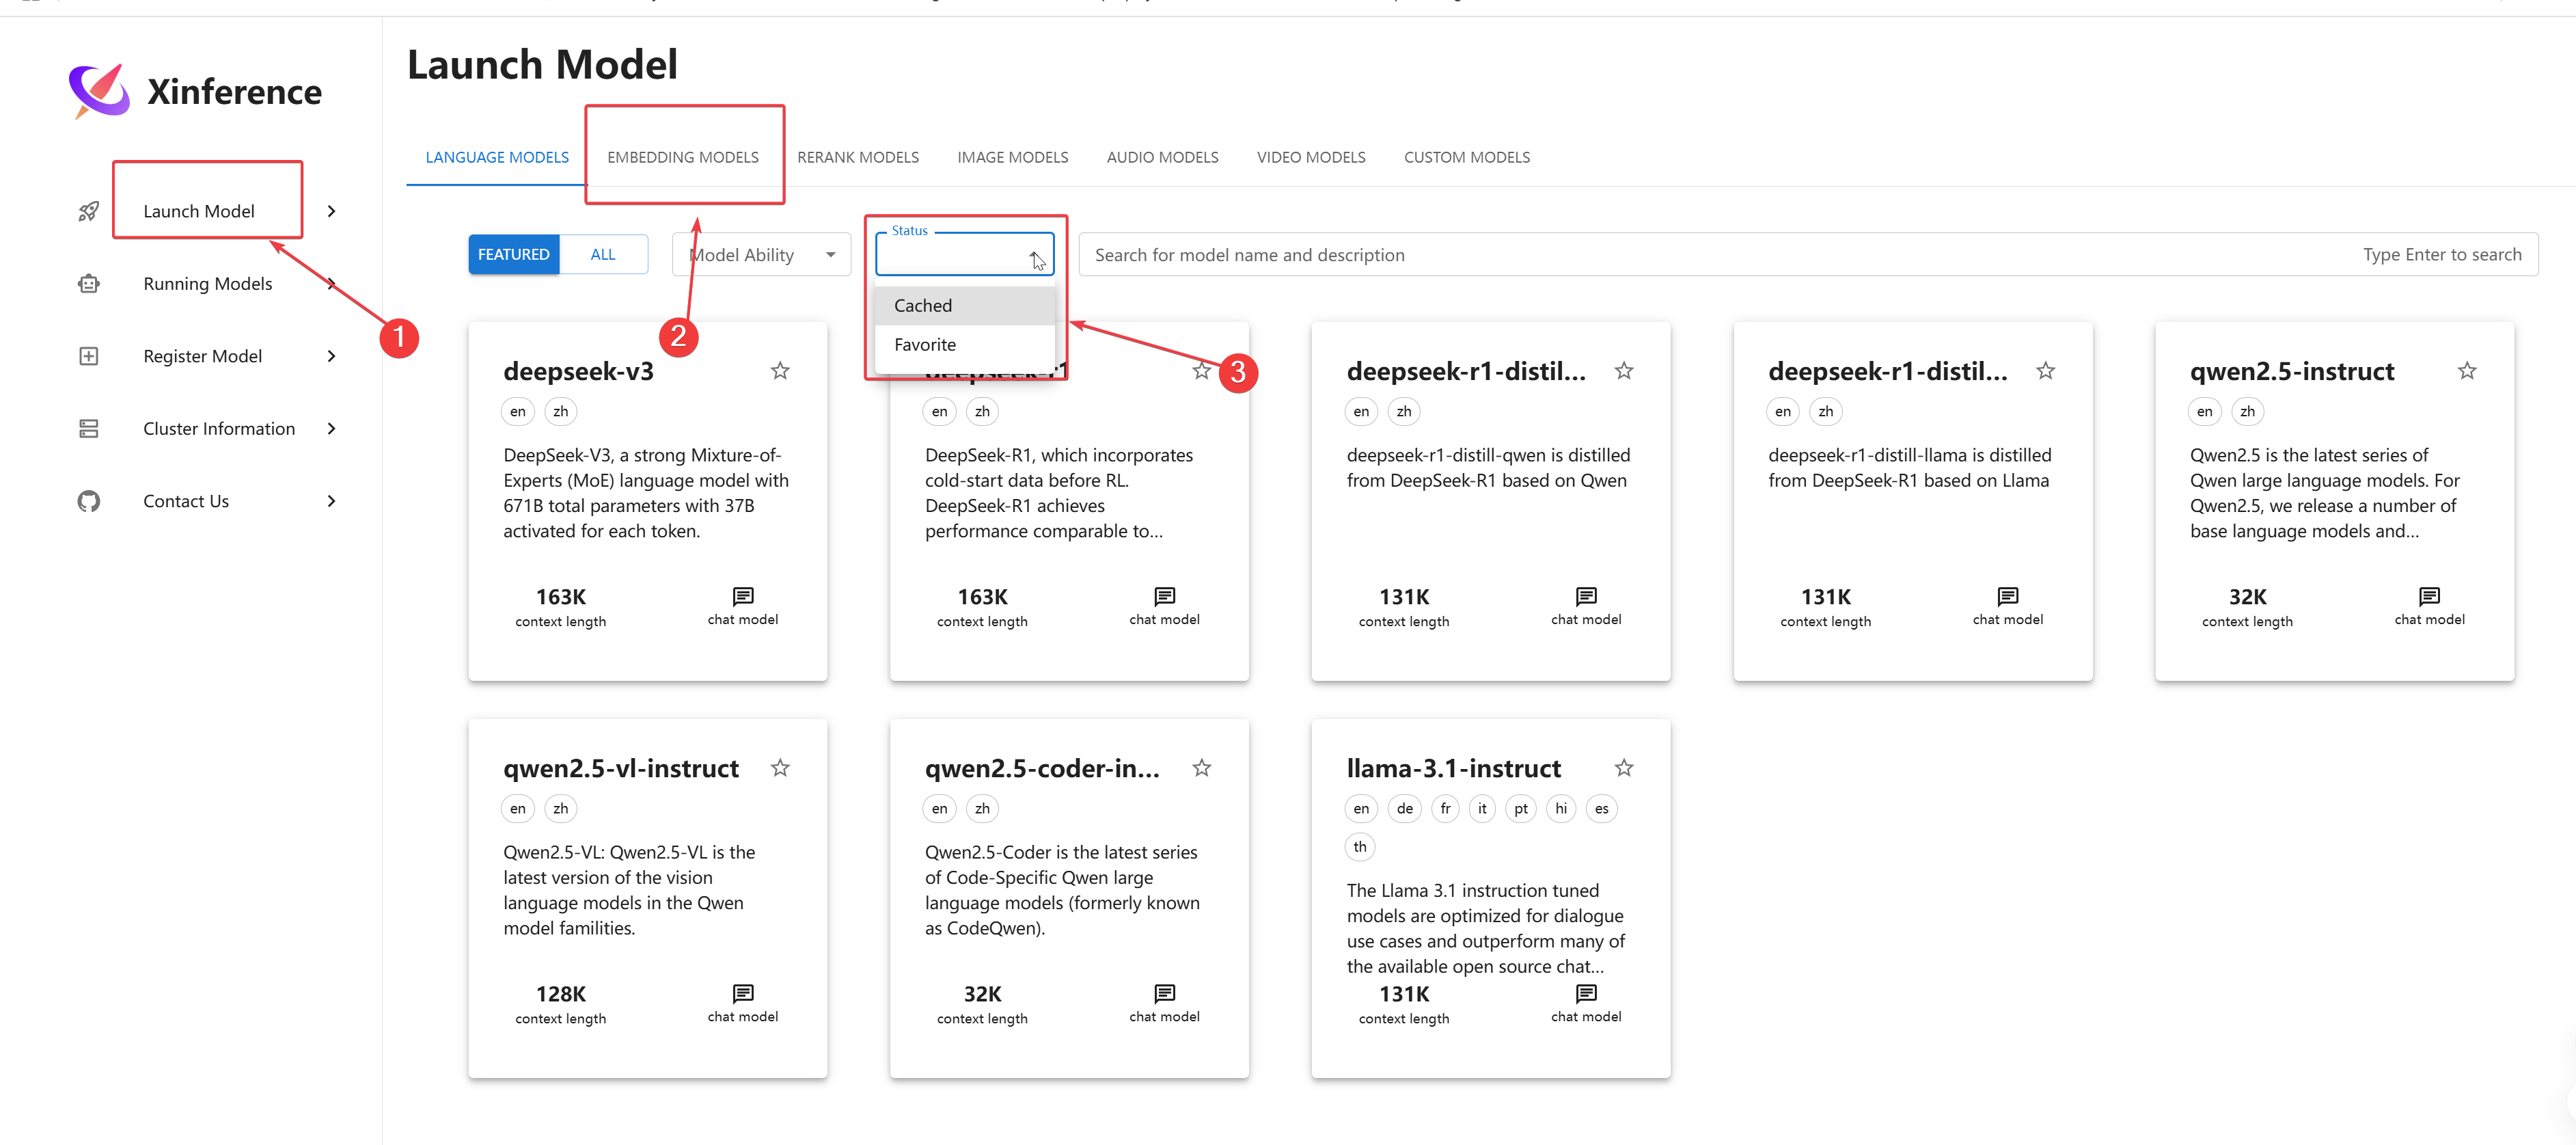 Xinference
Launch Model
Running Models
Register Model
Cluster Information
Contact Us
Launch Model
LANGUAGE MODELS
EMBEDDING MODELS
RERANK MODELS
IMAGE MODELS
AUDIO MODELS
VIDEO MODELS
CUSTOM MODELS
FEATURED
ALL
Model Ability
Status
Cached
Favorite
Search for model name and description
Type Enter to search
1
2
3
deepseek-v3
en
zh
DeepSeek-V3, a strong Mixture-of-
Experts (MoE) language model with
671B total parameters with 37B
activated for each token.
163K
context length
chat model
deepseek-r1
en
zh
DeepSeek-R1, which incorporates
cold-start data before RL.
DeepSeek-R1 achieves
performance comparable to...
163K
context length
chat model
deepseek-r1-distil...
en
zh
deepseek-r1-distill-qwen is distilled
from DeepSeek-R1 based on Qwen
131K
context length
chat model
deepseek-r1-distil...
en
zh
deepseek-r1-distill-llama is distilled
from DeepSeek-R1 based on Llama
131K
context length
chat model
qwen2.5-instruct
en
zh
Qwen2.5 is the latest series of
Qwen large language models. For
Qwen2.5, we release a number of
base language models and...
32K
context length
chat model
qwen2.5-vl-instruct
en
zh
Qwen2.5-VL: Qwen2.5-VL is the
latest version of the vision
language models in the Qwen
model familities.
128K
context length
chat model
qwen2.5-coder-in...
en
zh
Qwen2.5-Coder is the latest series
of Code-Specific Qwen large
language models (formerly known
as CodeQwen).
32K
context length
chat model
llama-3.1-instruct
en
de
fr
it
pt
hi
es
th
The Llama 3.1 instruction tuned
models are optimized for dialogue
use cases and outperform many of
the available open source chat...
131K
context length
chat model